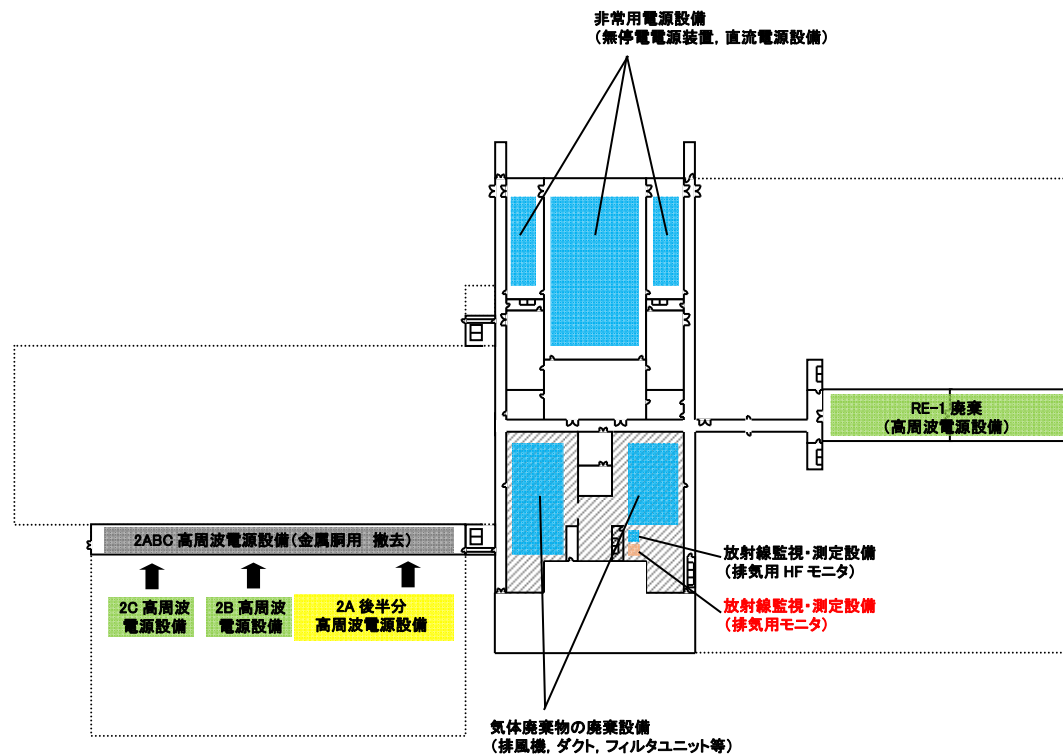 非常用電源設備
(無停電電源装置, 直流電源設備)
RE-1 廃棄
(高周波電源設備)
2ABC 高周波電源設備(金属胴用 撤去)
2C 高周波
電源設備
2B 高周波
電源設備
2A 後半分
高周波電源設備
放射線監視・測定設備
(排気用 HF モニタ)
放射線監視・測定設備
(排気用モニタ)
気体廃棄物の廃棄設備
(排風機, ダクト, フィルタユニット等)